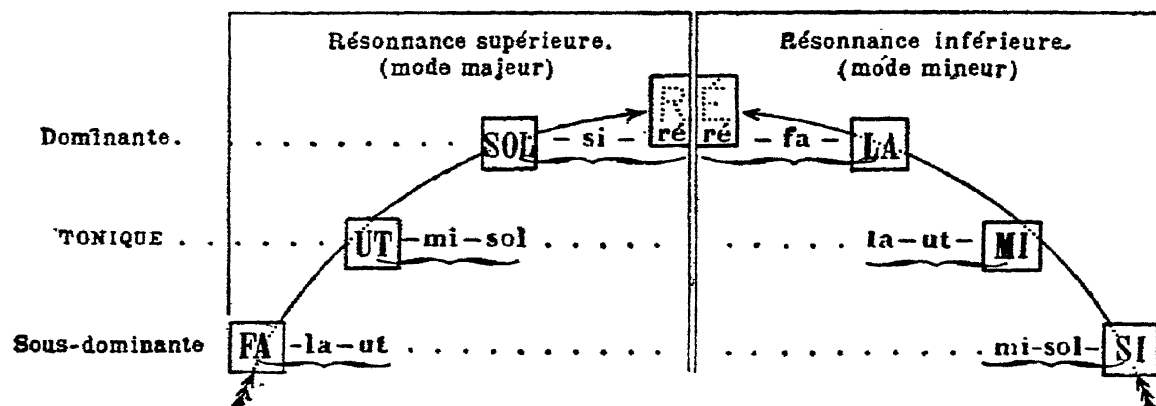 Résonnance supérieure.
(mode majeur)
Résonnance inférieure.
(mode mineur)
RÉ
Dominante. SOL - si - ré ré - fa - LA
TONIQUE UT -mi-sol la-ut- MI
Sous-dominante FA -la-ut mi-sol- SI